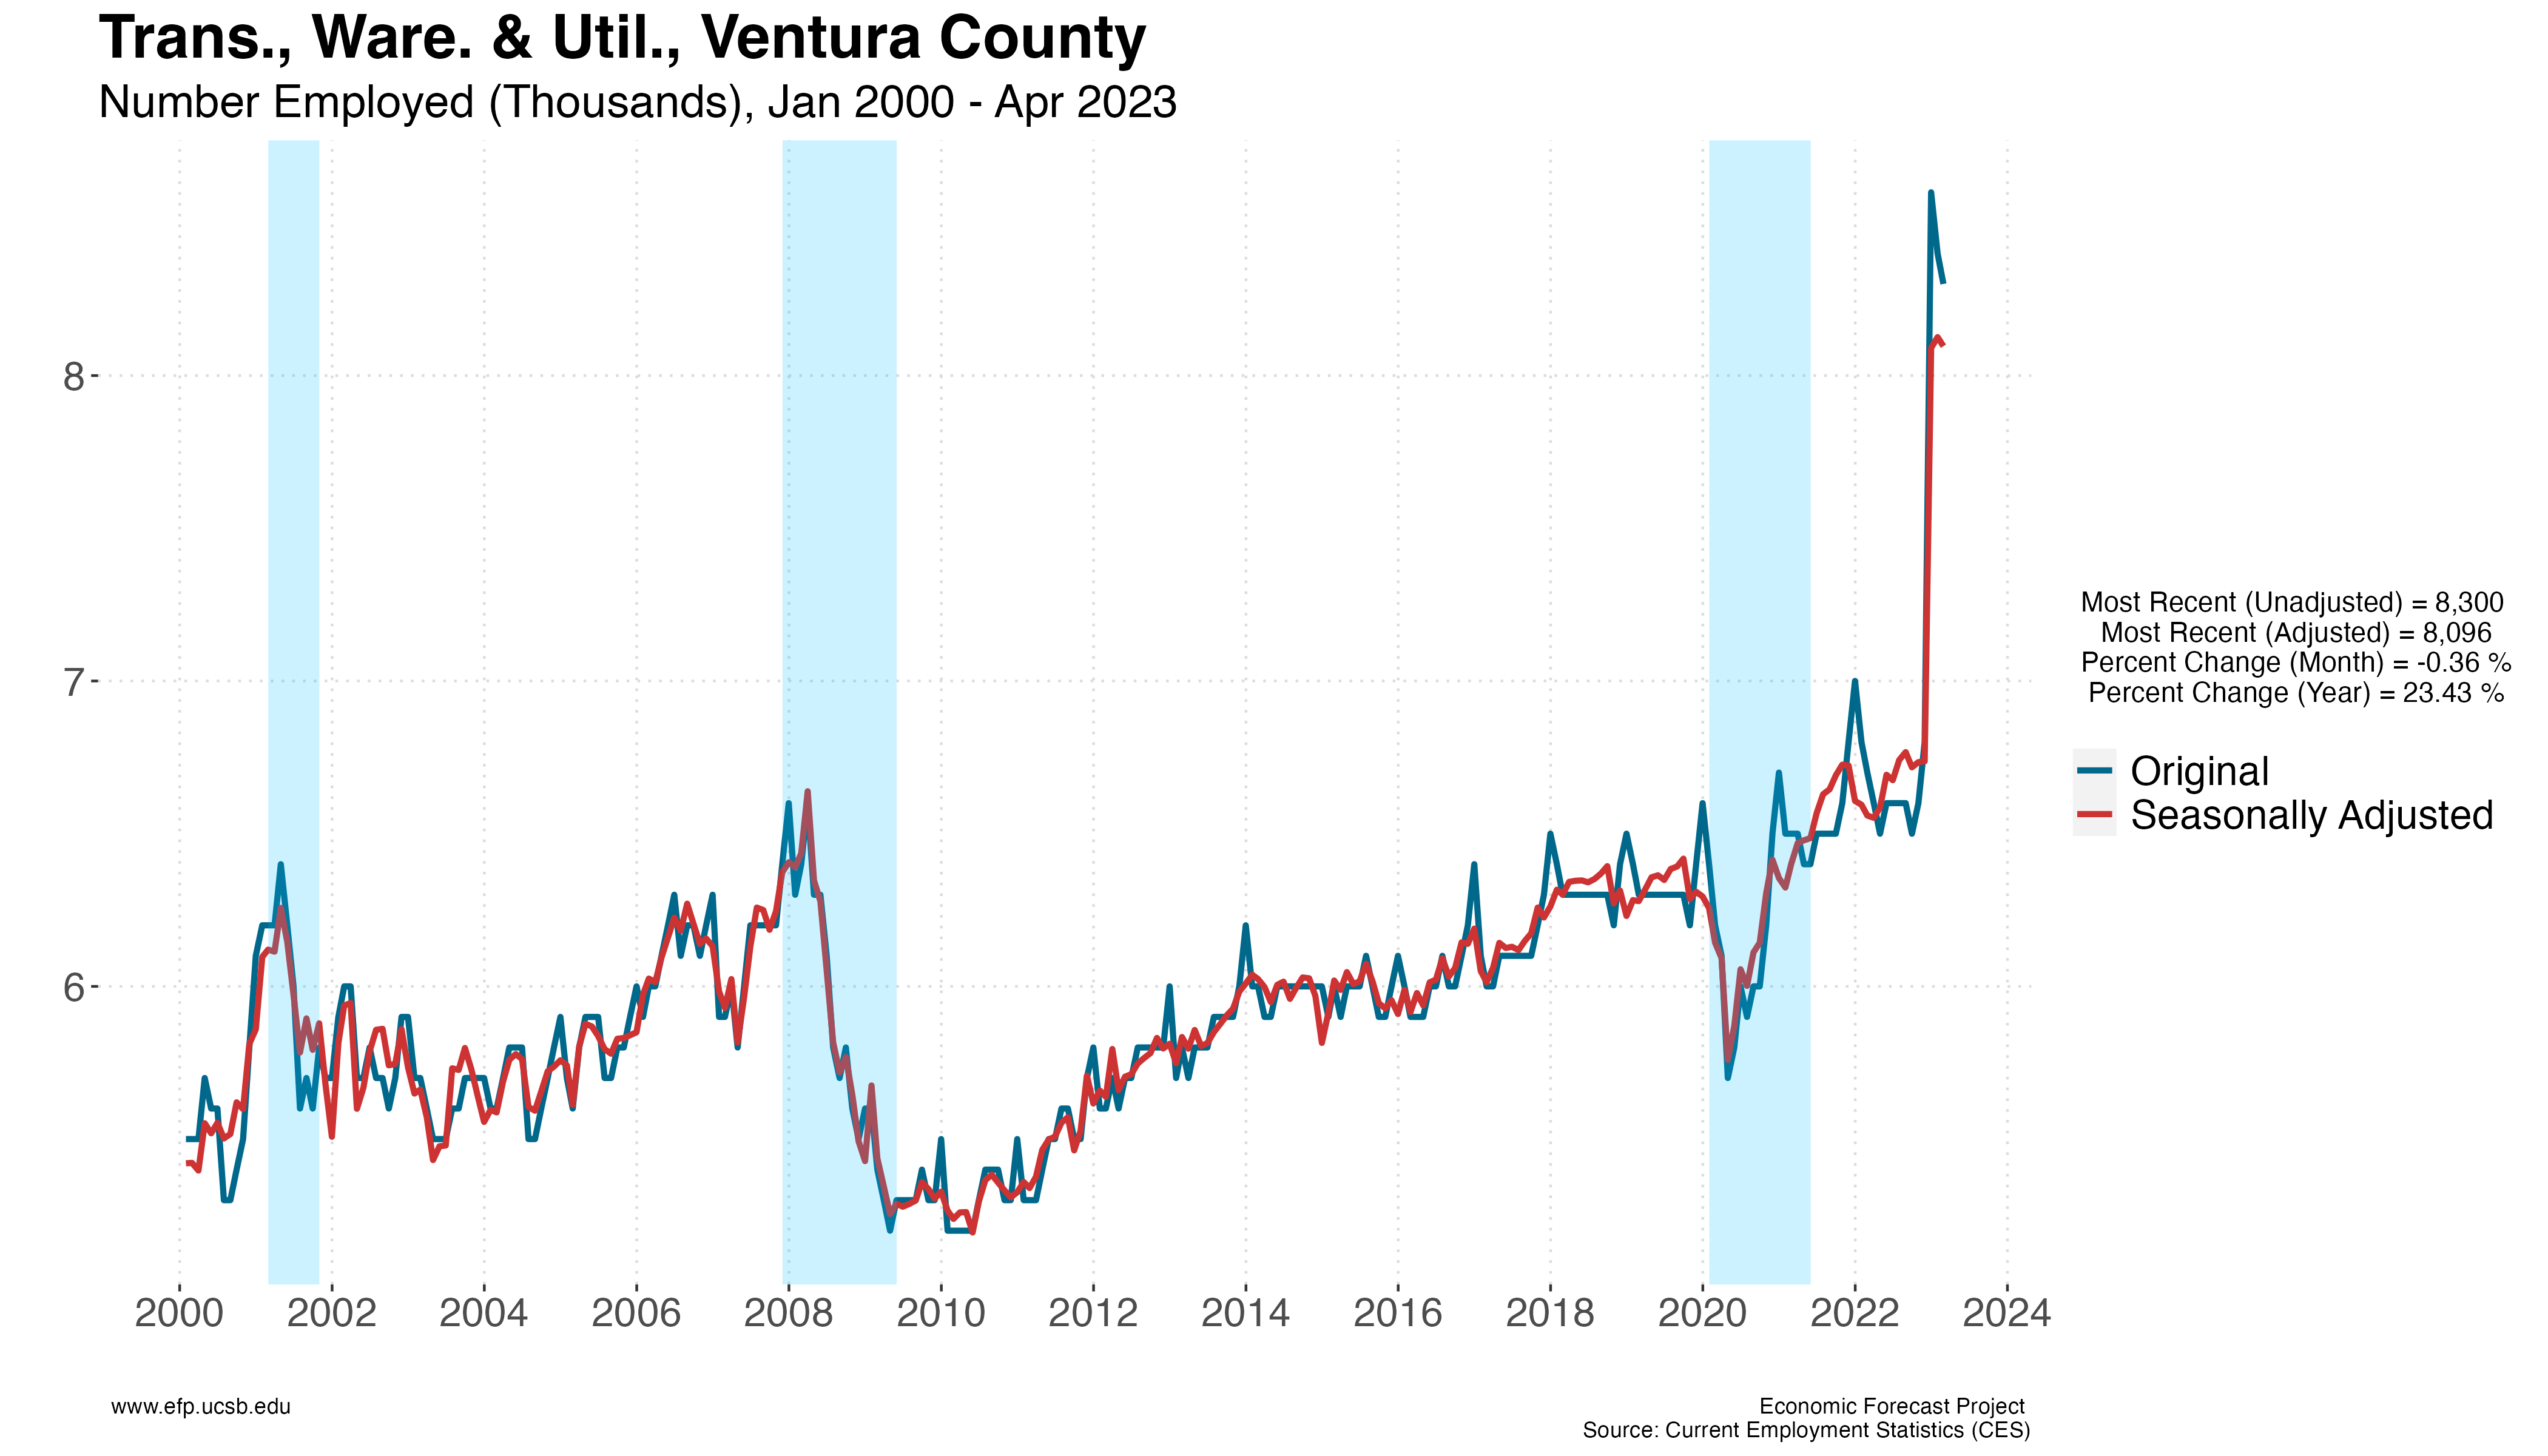 Trans., Ware. & Util., Ventura County
Number Employed (Thousands), Jan 2000 - Apr 2023
8
7
6
2000 2002 2004 2006 2008 2010 2012 2014 2016 2018 2020 2022 2024
Most Recent (Unadjusted) = 8,300
Most Recent (Adjusted) = 8,096
Percent Change (Month) = -0.36 %
Percent Change (Year) = 23.43 %
Original
Seasonally Adjusted
www.efp.ucsb.edu
Economic Forecast Project
Source: Current Employment Statistics (CES)